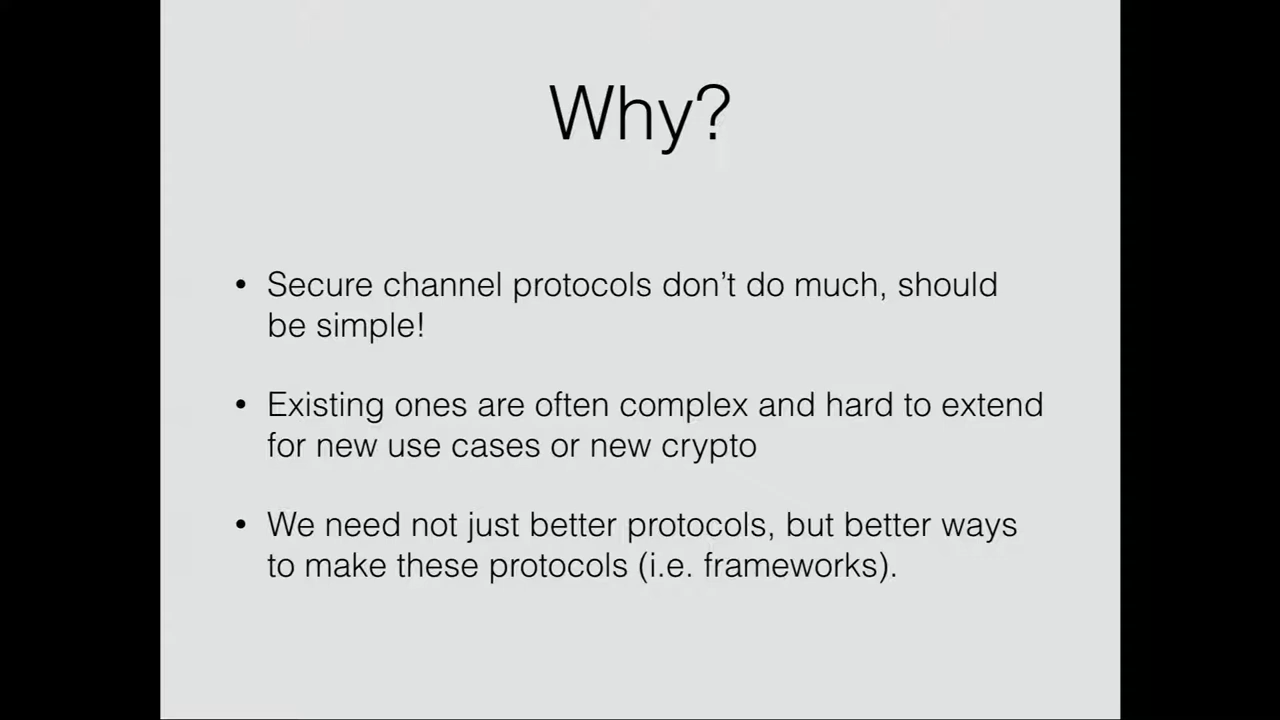 Why?
• Secure channel protocols don’t do much, should
be simple!
• Existing ones are often complex and hard to extend
for new use cases or new crypto
• We need not just better protocols, but better ways
to make these protocols (i.e. frameworks).